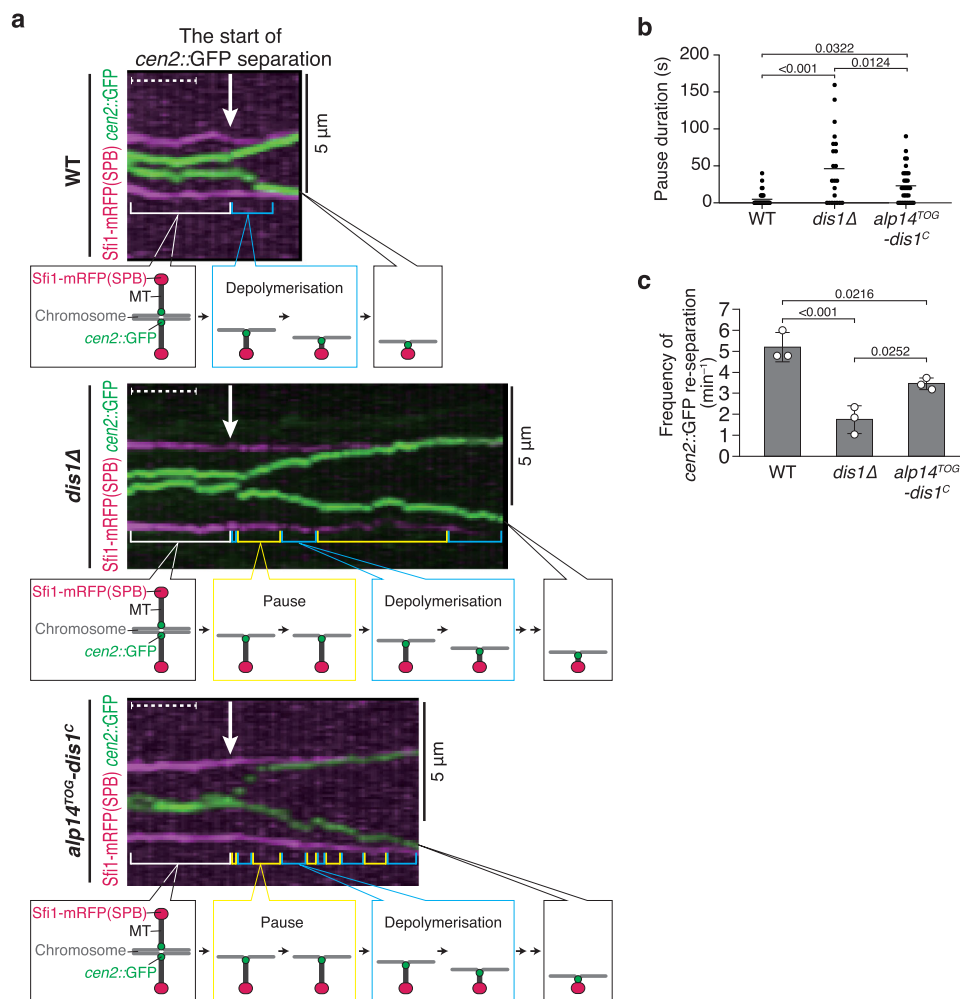 a
The start of
cen2::GFP separation
WT
Sfi1-mRFP(SPB) cen2::GFP
5 µm
Sfi1-mRFP(SPB)
MT
Chromosome
cen2::GFP
Depolymerisation
dis1Δ
Sfi1-mRFP(SPB) cen2::GFP
5 µm
Sfi1-mRFP(SPB)
MT
Chromosome
cen2::GFP
Pause
Depolymerisation
alp14TOG-dis1C
Sfi1-mRFP(SPB) cen2::GFP
5 µm
Sfi1-mRFP(SPB)
MT
Chromosome
cen2::GFP
Pause
Depolymerisation
b
Pause duration (s)
200
150
100
50
0
0.0322
<0.001
0.0124
WT
dis1Δ
alp14TOG
-dis1C
c
Frequency of
cen2::GFP re-separation
(min⁻¹)
7
6
5
4
3
2
1
0
0.0216
<0.001
0.0252
WT
dis1Δ
alp14TOG
-dis1C